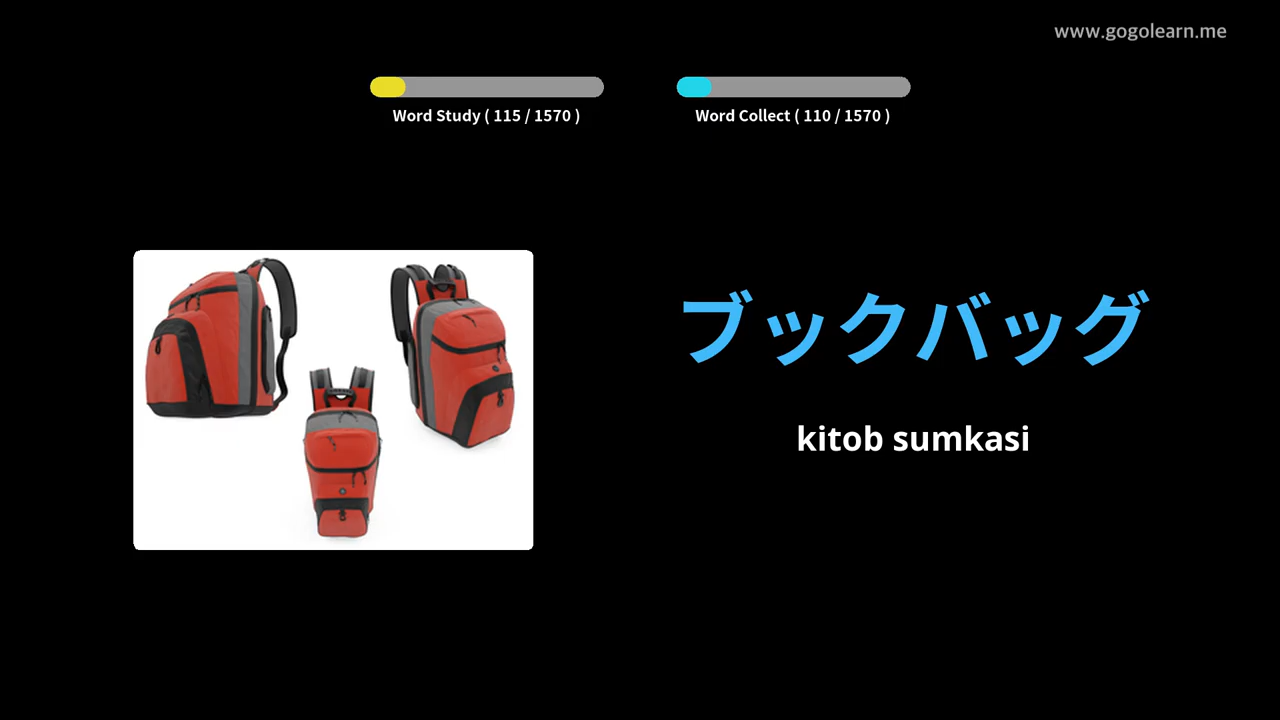 www.gogolearn.me
Word Study ( 115 / 1570 )
Word Collect ( 110 / 1570 )
ブックバッグ
kitob sumkasi